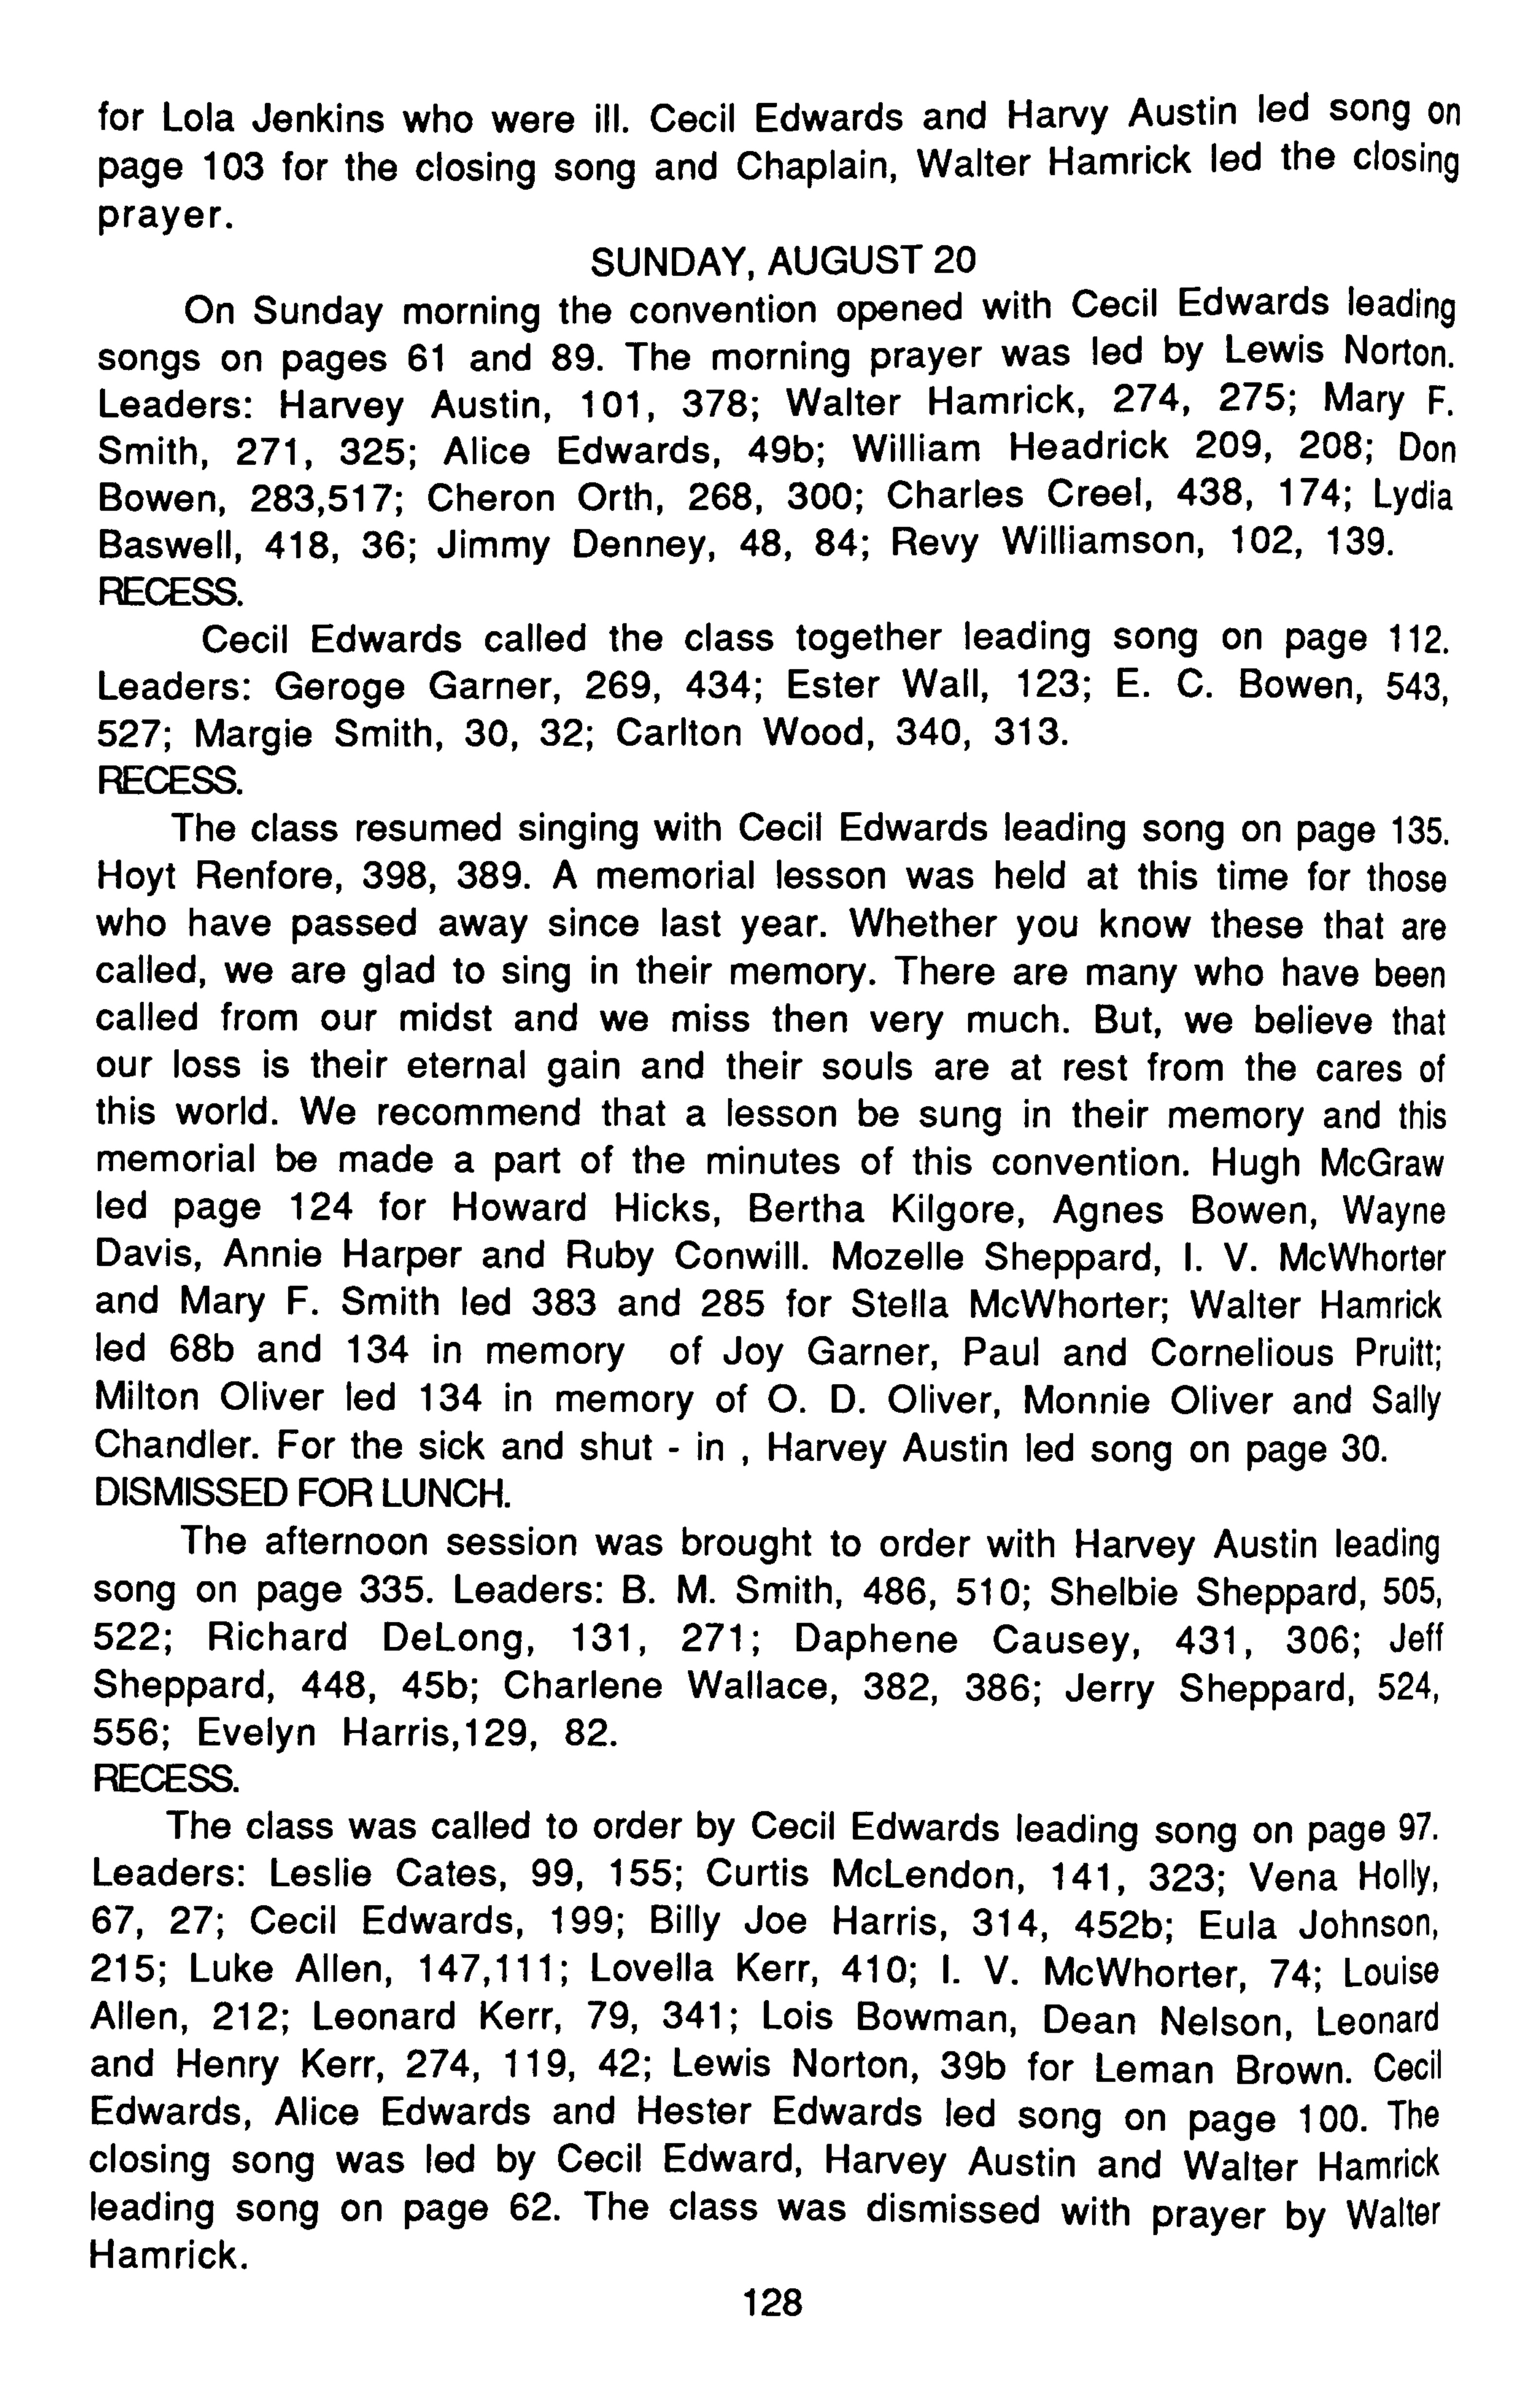 for Lola Jenkins who were ill. Cecil Edwards and Harvy Austin led song on
page 103 for the closing song and Chaplain, Walter Hamrick led the closing
prayer.
SUNDAY, AUGUST 20
On Sunday morning the convention opened with Cecil Edwards leading
songs on pages 61 and 89. The morning prayer was led by Lewis Norton.
Leaders: Harvey Austin, 101, 378; Walter Hamrick, 274, 275; Mary F.
Smith, 271, 325; Alice Edwards, 49b; William Headrick 209, 208; Don
Bowen, 283,517; Cheron Orth, 268, 300; Charles Creel, 438, 174; Lydia
Baswell, 418, 36; Jimmy Denney, 48, 84; Revy Williamson, 102, 139.
RECESS.
Cecil Edwards called the class together leading song on page 112.
Leaders: Geroge Garner, 269, 434; Ester Wall, 123; E. C. Bowen, 543,
527; Margie Smith, 30, 32; Carlton Wood, 340, 313.
RECESS.
The class resumed singing with Cecil Edwards leading song on page 135.
Hoyt Renfore, 398, 389. A memorial lesson was held at this time for those
who have passed away since last year. Whether you know these that are
called, we are glad to sing in their memory. There are many who have been
called from our midst and we miss then very much. But, we believe that
our loss is their eternal gain and their souls are at rest from the cares of
this world. We recommend that a lesson be sung in their memory and this
memorial be made a part of the minutes of this convention. Hugh McGraw
led page 124 for Howard Hicks, Bertha Kilgore, Agnes Bowen, Wayne
Davis, Annie Harper and Ruby Conwill. Mozelle Sheppard, I. V. McWhorter
and Mary F. Smith led 383 and 285 for Stella McWhorter; Walter Hamrick
led 68b and 134 in memory of Joy Garner, Paul and Cornelious Pruitt;
Milton Oliver led 134 in memory of O. D. Oliver, Monnie Oliver and Sally
Chandler. For the sick and shut - in , Harvey Austin led song on page 30.
DISMISSED FOR LUNCH.
The afternoon session was brought to order with Harvey Austin leading
song on page 335. Leaders: B. M. Smith, 486, 510; Shelbie Sheppard, 505,
522; Richard DeLong, 131, 271; Daphene Causey, 431, 306; Jeff
Sheppard, 448, 45b; Charlene Wallace, 382, 386; Jerry Sheppard, 524,
556; Evelyn Harris,129, 82.
RECESS.
The class was called to order by Cecil Edwards leading song on page 97.
Leaders: Leslie Cates, 99, 155; Curtis McLendon, 141, 323; Vena Holly,
67, 27; Cecil Edwards, 199; Billy Joe Harris, 314, 452b; Eula Johnson,
215; Luke Allen, 147,111; Lovella Kerr, 410; I. V. McWhorter, 74; Louise
Allen, 212; Leonard Kerr, 79, 341; Lois Bowman, Dean Nelson, Leonard
and Henry Kerr, 274, 119, 42; Lewis Norton, 39b for Leman Brown. Cecil
Edwards, Alice Edwards and Hester Edwards led song on page 100. The
closing song was led by Cecil Edward, Harvey Austin and Walter Hamrick
leading song on page 62. The class was dismissed with prayer by Walter
Hamrick.
128